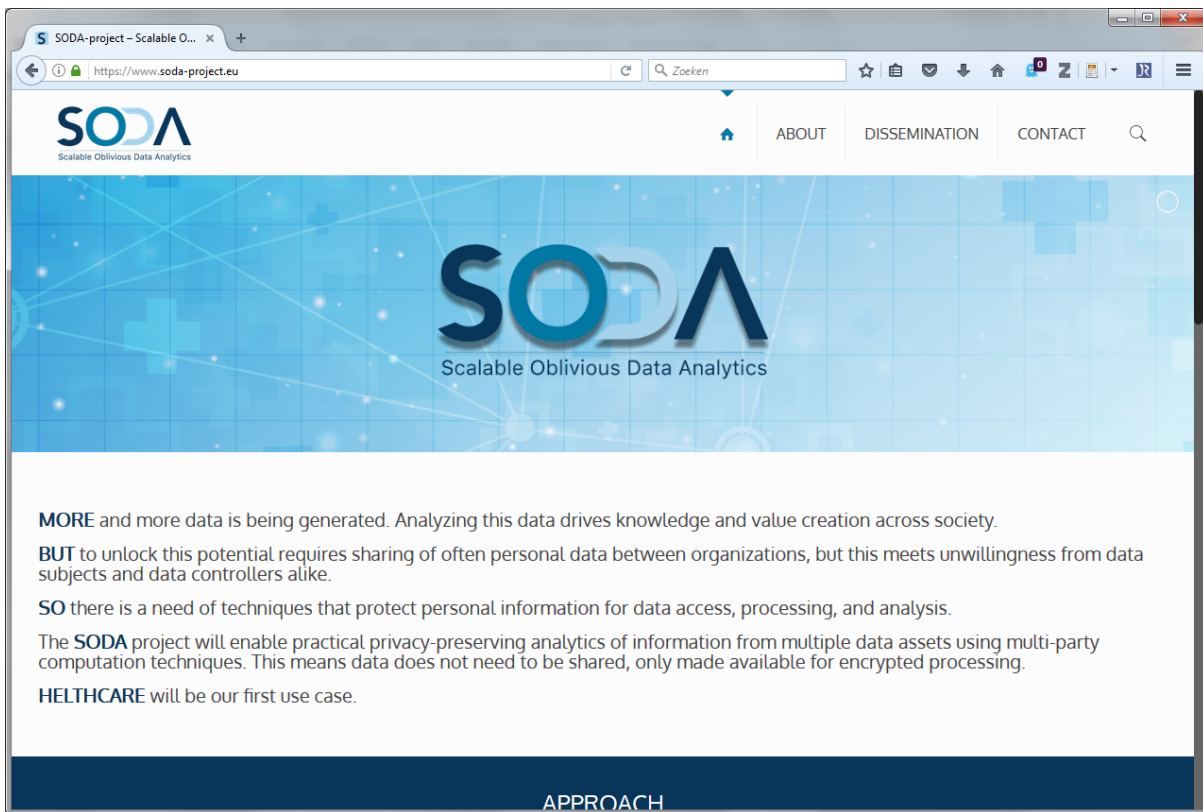 SODA-project – Scalable O...
https://www.soda-project.eu
Zoeken
0
SODA
Scalable Oblivious Data Analytics
ABOUT
DISSEMINATION
CONTACT
SODA
Scalable Oblivious Data Analytics
MORE and more data is being generated. Analyzing this data drives knowledge and value creation across society.
BUT to unlock this potential requires sharing of often personal data between organizations, but this meets unwillingness from data
subjects and data controllers alike.
SO there is a need of techniques that protect personal information for data access, processing, and analysis.
The SODA project will enable practical privacy-preserving analytics of information from multiple data assets using multi-party
computation techniques. This means data does not need to be shared, only made available for encrypted processing.
HELTHCARE will be our first use case.
APPROACH